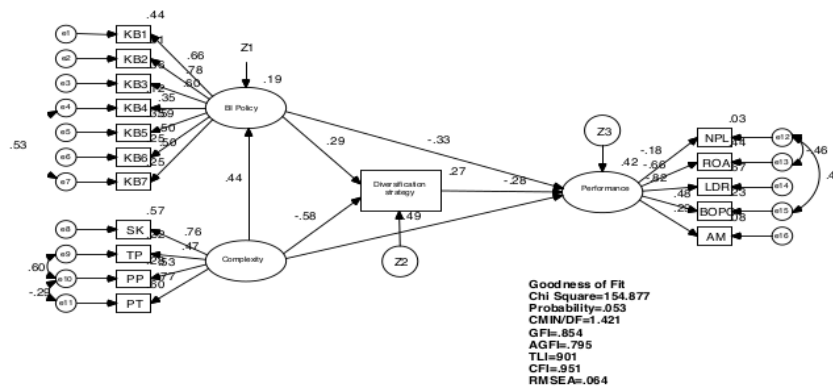 .44
e1
KB1
e2
KB2
e3
KB3
e4
KB4
e5
KB5
e6
KB6
e7
KB7
.53
.66
.78
.60
.35
.59
.50
.50
.25
.25
Z1
.19
BI Policy
.44
.29
-.33
-.58
.27
Diversification
strategy
-.28
.49
Z2
Z3
.42
Performance
-.18
-.66
-.82
.48
.03
NPL
e12
ROA
e13
LDR
e14
BOPO
e15
AM
e16
.44
.67
.23
.08
-.46
.57
e8
SK
e9
TP
e10
PP
e11
PT
.60
-.29
.76
.47
.53
.77
.60
Complexity
Goodness of Fit
Chi Square=154.877
Probability=.053
CMIN/DF=1.421
GFI=.854
AGFI=.795
TLI=901
CFI=.951
RMSEA=.064